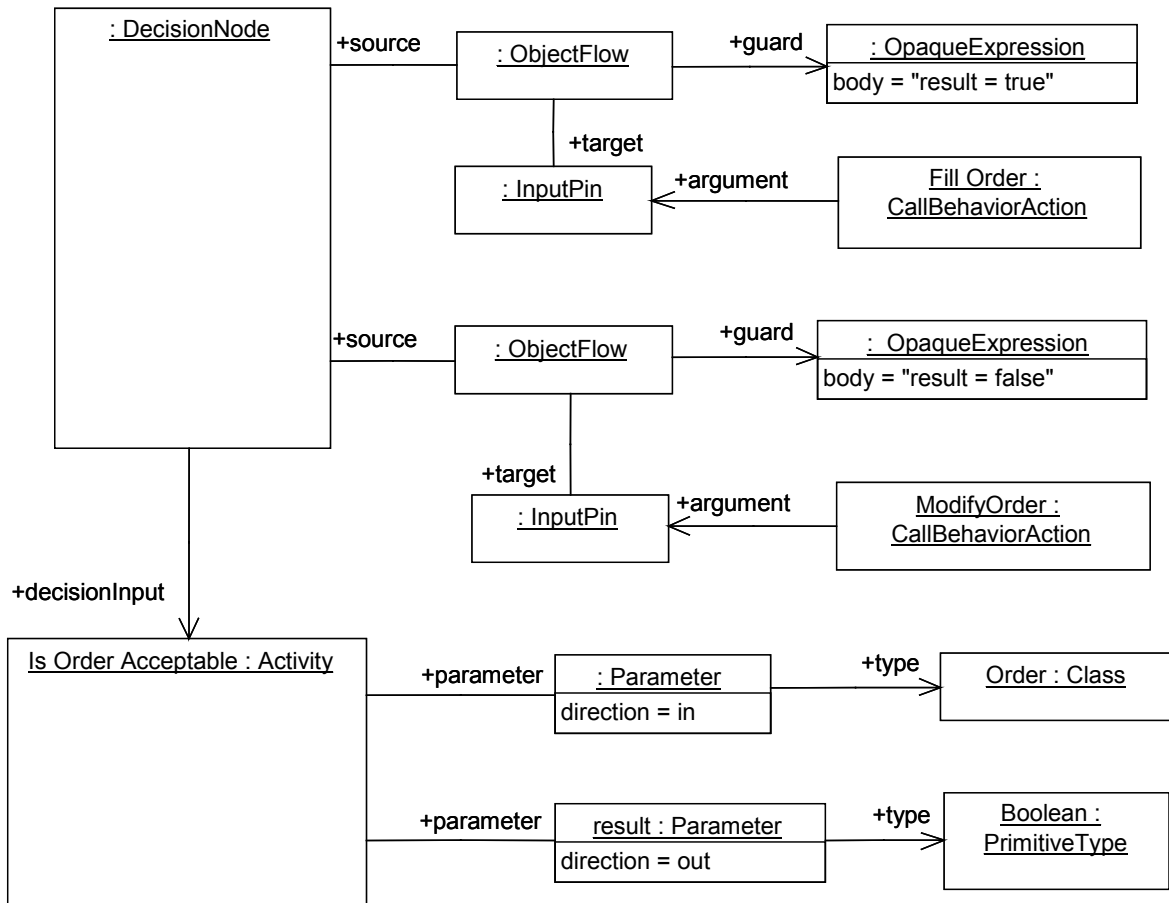 : DecisionNode
+source
: ObjectFlow
+guard
: OpaqueExpression
body = "result = true"
+target
: InputPin
+argument
Fill Order :
CallBehaviorAction
+source
: ObjectFlow
+guard
: OpaqueExpression
body = "result = false"
+target
: InputPin
+argument
ModifyOrder :
CallBehaviorAction
+decisionInput
Is Order Acceptable : Activity
+parameter
: Parameter
direction = in
+type
Order : Class
+parameter
result : Parameter
direction = out
+type
Boolean :
PrimitiveType